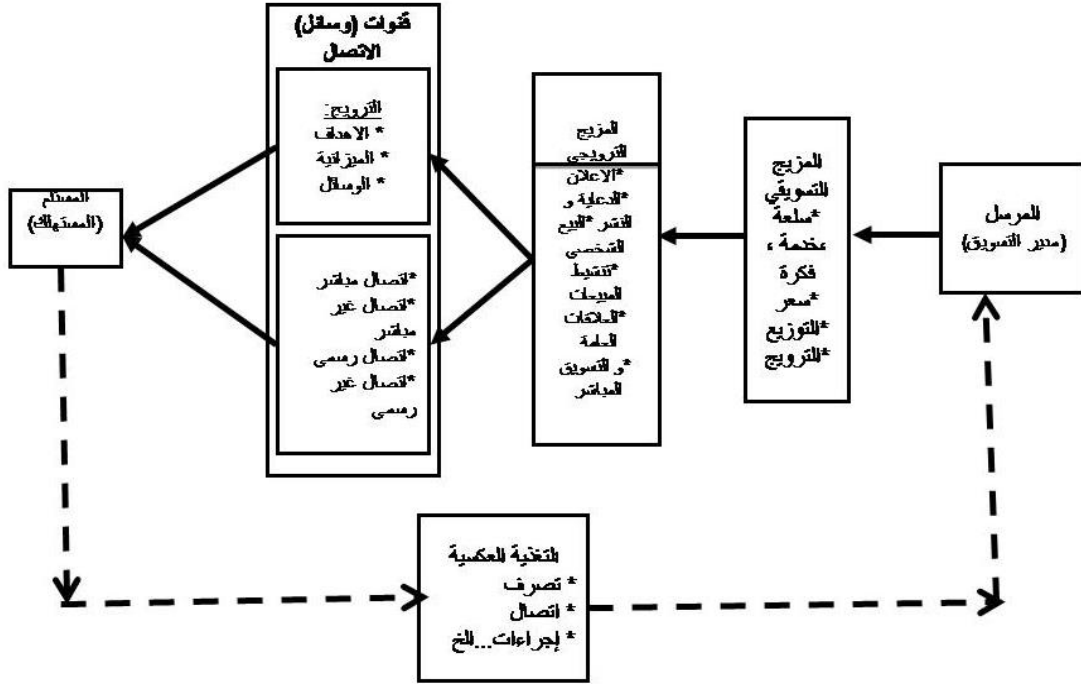 المرسل
(مدير التسويق)
المزيج
التسويقي
*سلعة
،خدمة ،
فكرة
*سعر
*التوزيع
*الترويج
المزيج
الترويجي
*الاعلان
*الدعاية و
النشر *البيع
الشخصي
*تنشيط
المبيعات
*العلاقات
العامة
*و التسويق
المباشر
قنوات (وسائل)
الاتصال
الترويج:
* الاهداف
* الميزانية
* الوسائل
*اتصال مباشر
*اتصال غير
مباشر
*اتصال رسمي
*اتصال غير
رسمي
المستلم
(المستهلك)
التغذية العكسية
* تصرف
* اتصال
* إجراءات...الخ